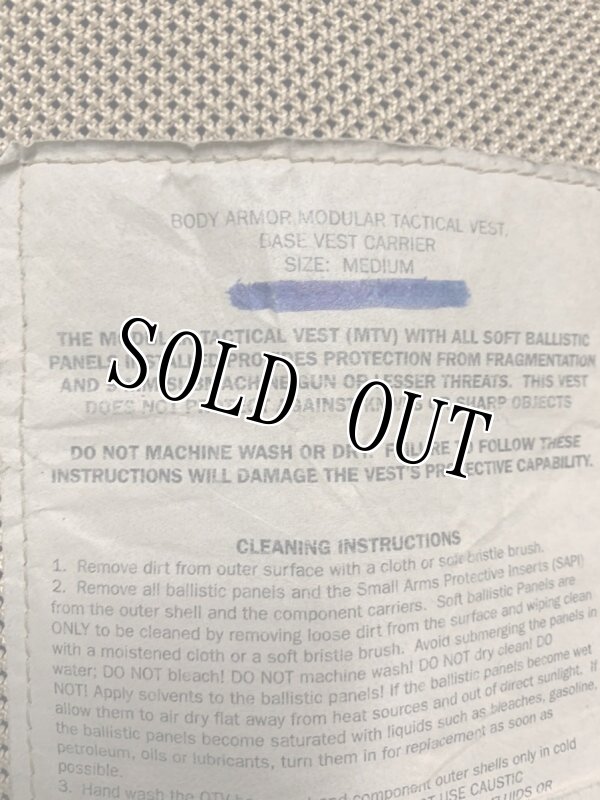 BODY ARMOR MODULAR TACTICAL VEST,
BASE VEST CARRIER
SIZE: MEDIUM
THE TACTICAL VEST (MTV) WITH ALL SOFT BALLISTIC
PANELS INSTALLED PROVIDES PROTECTION FROM FRAGMENTATION
AND GUN OR LESSER THREATS. THIS VEST
DOES NOT AGAINST SHARP OBJECTS
SOLD OUT
DO NOT MACHINE WASH OR DRY. FAILURE TO FOLLOW THESE
INSTRUCTIONS WILL DAMAGE THE VEST'S PROTECTIVE CAPABILITY.
CLEANING INSTRUCTIONS
1. Remove dirt from outer surface with a cloth or soft bristle brush.
2. Remove all ballistic panels and the Small Arms Protective Inserts (SAPI)
from the outer shell and the component carriers. Soft ballistic Panels are
ONLY to be cleaned by removing loose dirt from the surface and wiping clean
with a moistened cloth or a soft bristle brush. Avoid submerging the panels in
water; DO NOT bleach! DO NOT machine wash! DO NOT dry clean! DO
NOT! Apply solvents to the ballistic panels! If the ballistic panels become wet
allow them to air dry flat away from heat sources and out of direct sunlight. If
the ballistic panels become saturated with liquids such as bleaches, gasoline,
petroleum, oils or lubricants, turn them in for replacement as soon as
possible.
3. Hand wash the component outer shells only in cold
USE CAUSTIC
OR